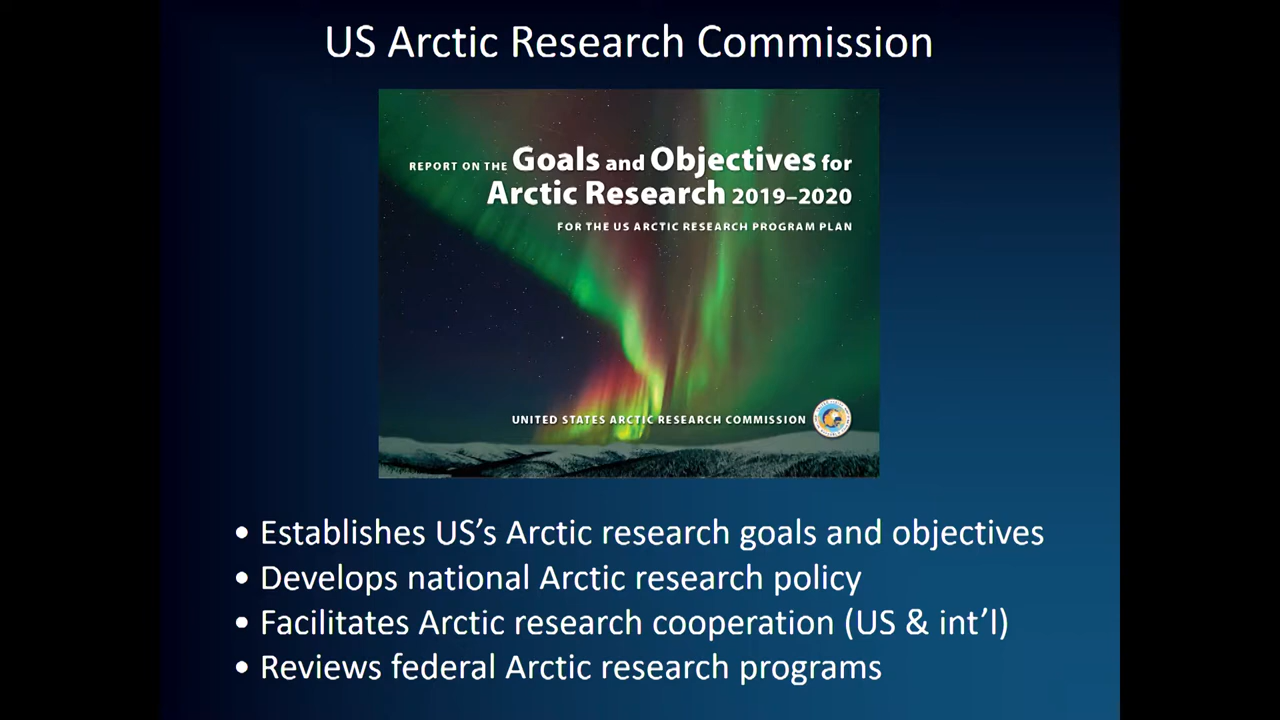 US Arctic Research Commission
REPORT ON THE Goals and Objectives for
Arctic Research 2019–2020
FOR THE US ARCTIC RESEARCH PROGRAM PLAN
UNITED STATES ARCTIC RESEARCH COMMISSION
• Establishes US’s Arctic research goals and objectives
• Develops national Arctic research policy
• Facilitates Arctic research cooperation (US & int’l)
• Reviews federal Arctic research programs